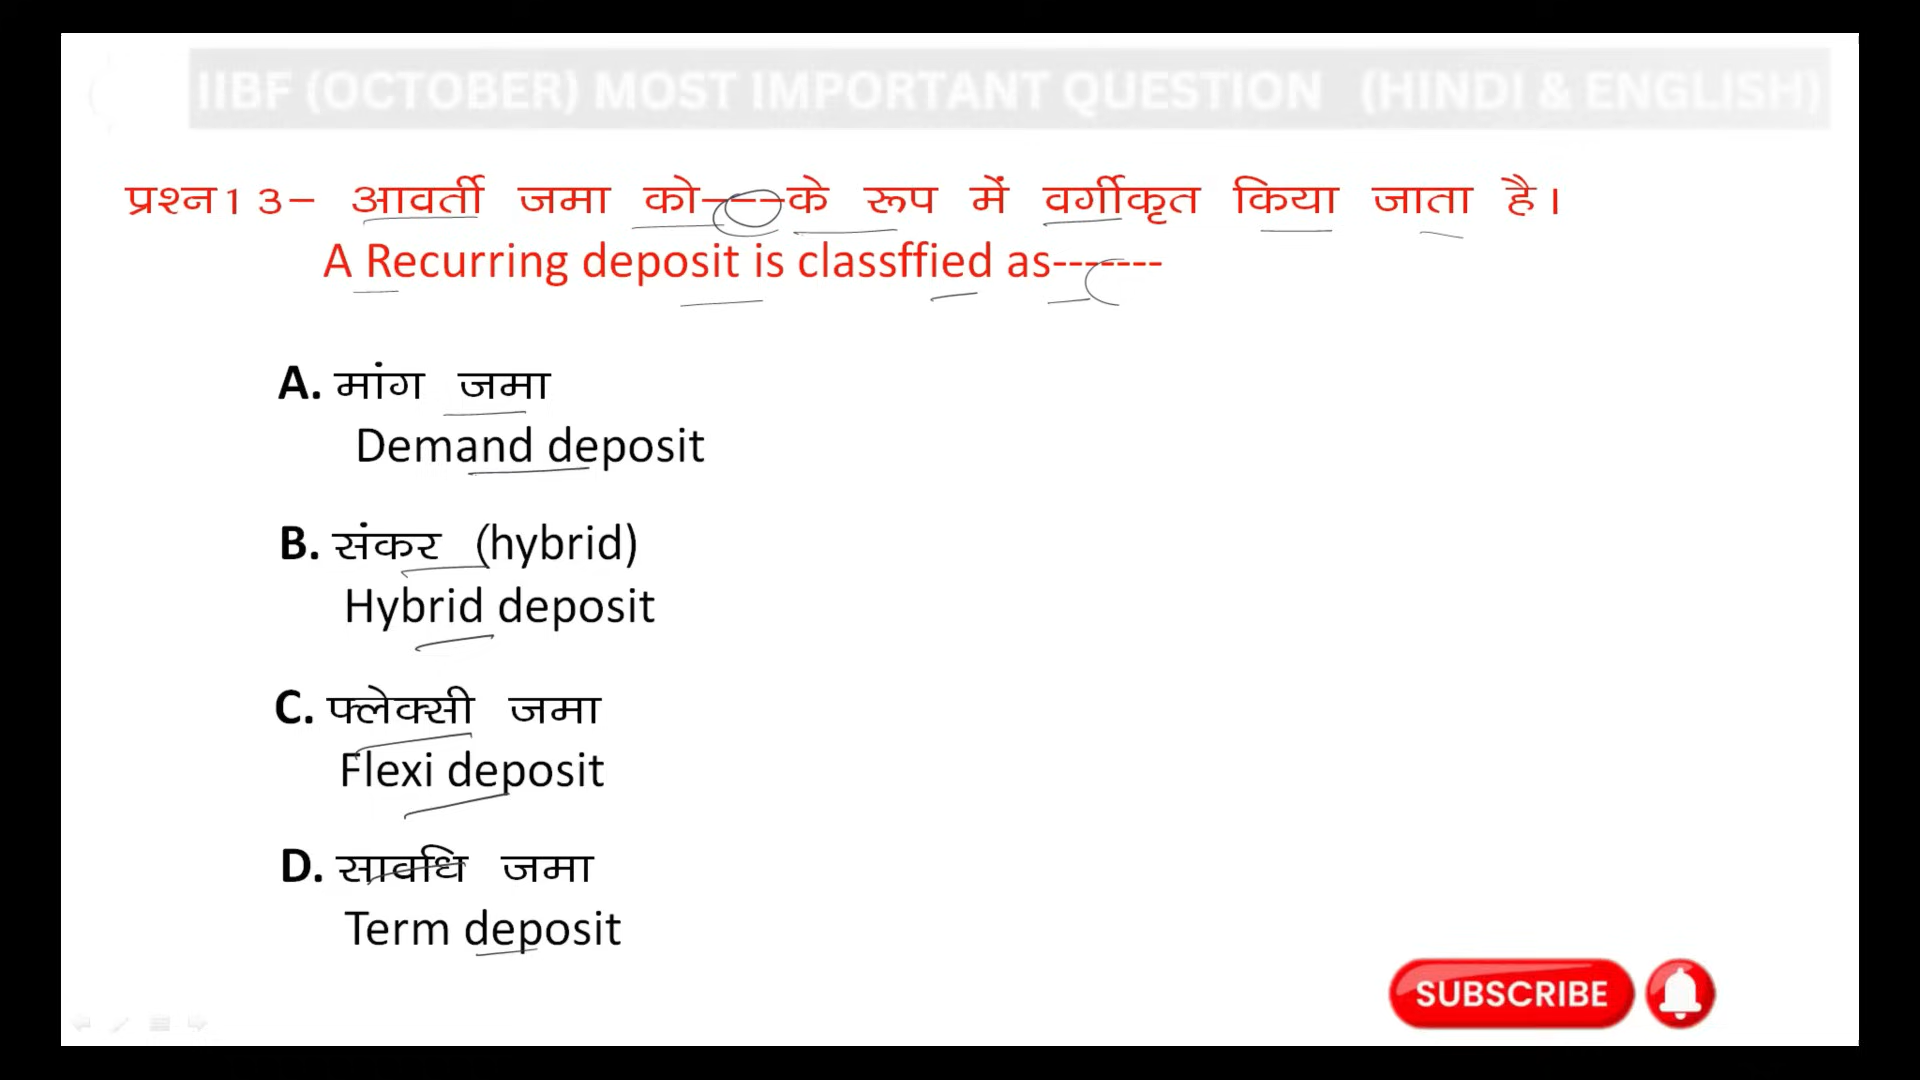 IIBF (OCTOBER) MOST IMPORTANT QUESTION (HINDI & ENGLISH)
प्रश्न13- आवर्ती जमा को---के रूप में वर्गीकृत किया जाता है।
A Recurring deposit is classffied as-------
A. मांग जमा
Demand deposit
B. संकर (hybrid)
Hybrid deposit
C. फ्लेक्सी जमा
Flexi deposit
D. सावधि जमा
Term deposit
SUBSCRIBE